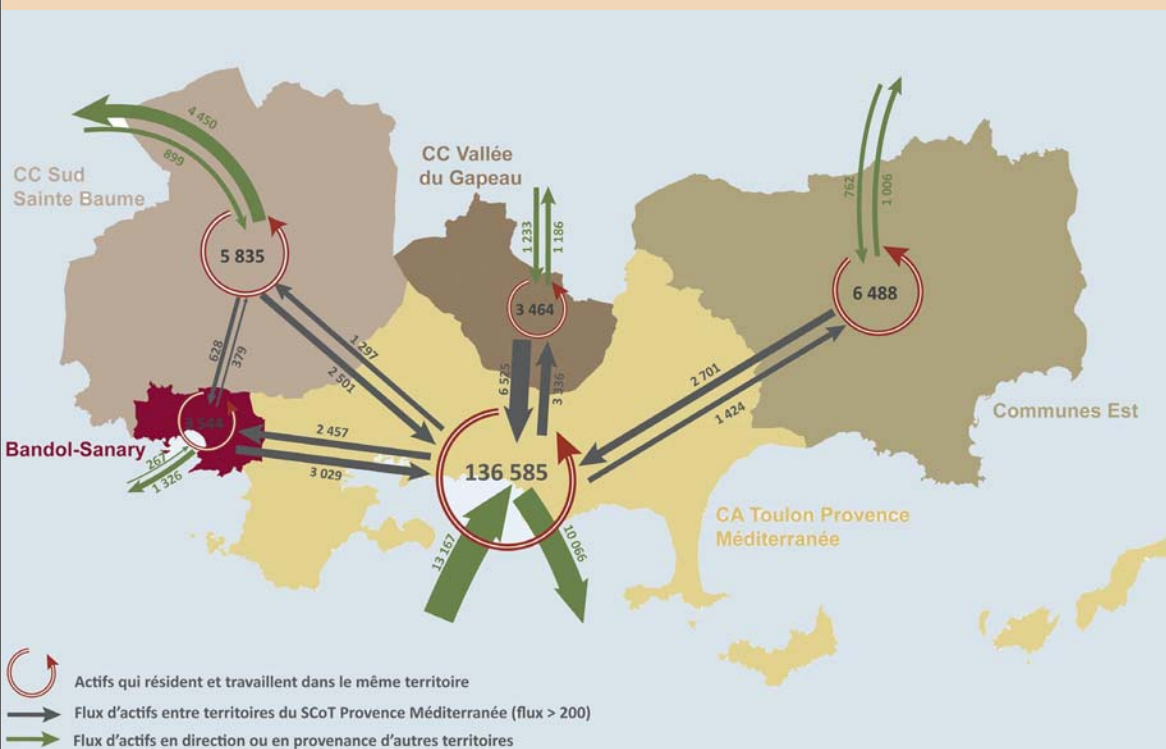 4 450
899
CC Sud
Sainte Baume
CC Vallée
du Gapeau
1 233
1 186
762
1 006
5 835
3 464
6 488
628
379
1 297
2 501
6 525
3 336
2 701
1 424
Communes Est
Bandol-Sanary
267
1 326
2 457
3 029
136 585
CA Toulon Provence
Méditerranée
13 167
10 066
Actifs qui résident et travaillent dans le même territoire
Flux d'actifs entre territoires du SCoT Provence Méditerranée (flux > 200)
Flux d'actifs en direction ou en provenance d'autres territoires